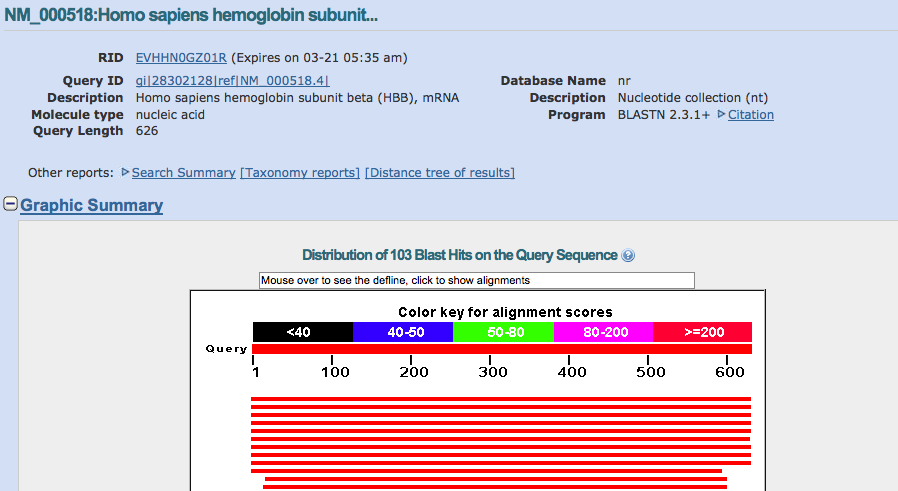 NM_000518:Homo sapiens hemoglobin subunit...
RID EVHHN0GZ01R (Expires on 03-21 05:35 am)
Query ID gi|28302128|ref|NM_000518.4|
Description Homo sapiens hemoglobin subunit beta (HBB), mRNA
Molecule type nucleic acid
Query Length 626
Database Name nr
Description Nucleotide collection (nt)
Program BLASTN 2.3.1+ Citation
Other reports: Search Summary [Taxonomy reports] [Distance tree of results]
Graphic Summary
Distribution of 103 Blast Hits on the Query Sequence ?
Mouse over to see the defline, click to show alignments
Color key for alignment scores
<40 40-50 50-80 80-200 >=200
Query
1 100 200 300 400 500 600